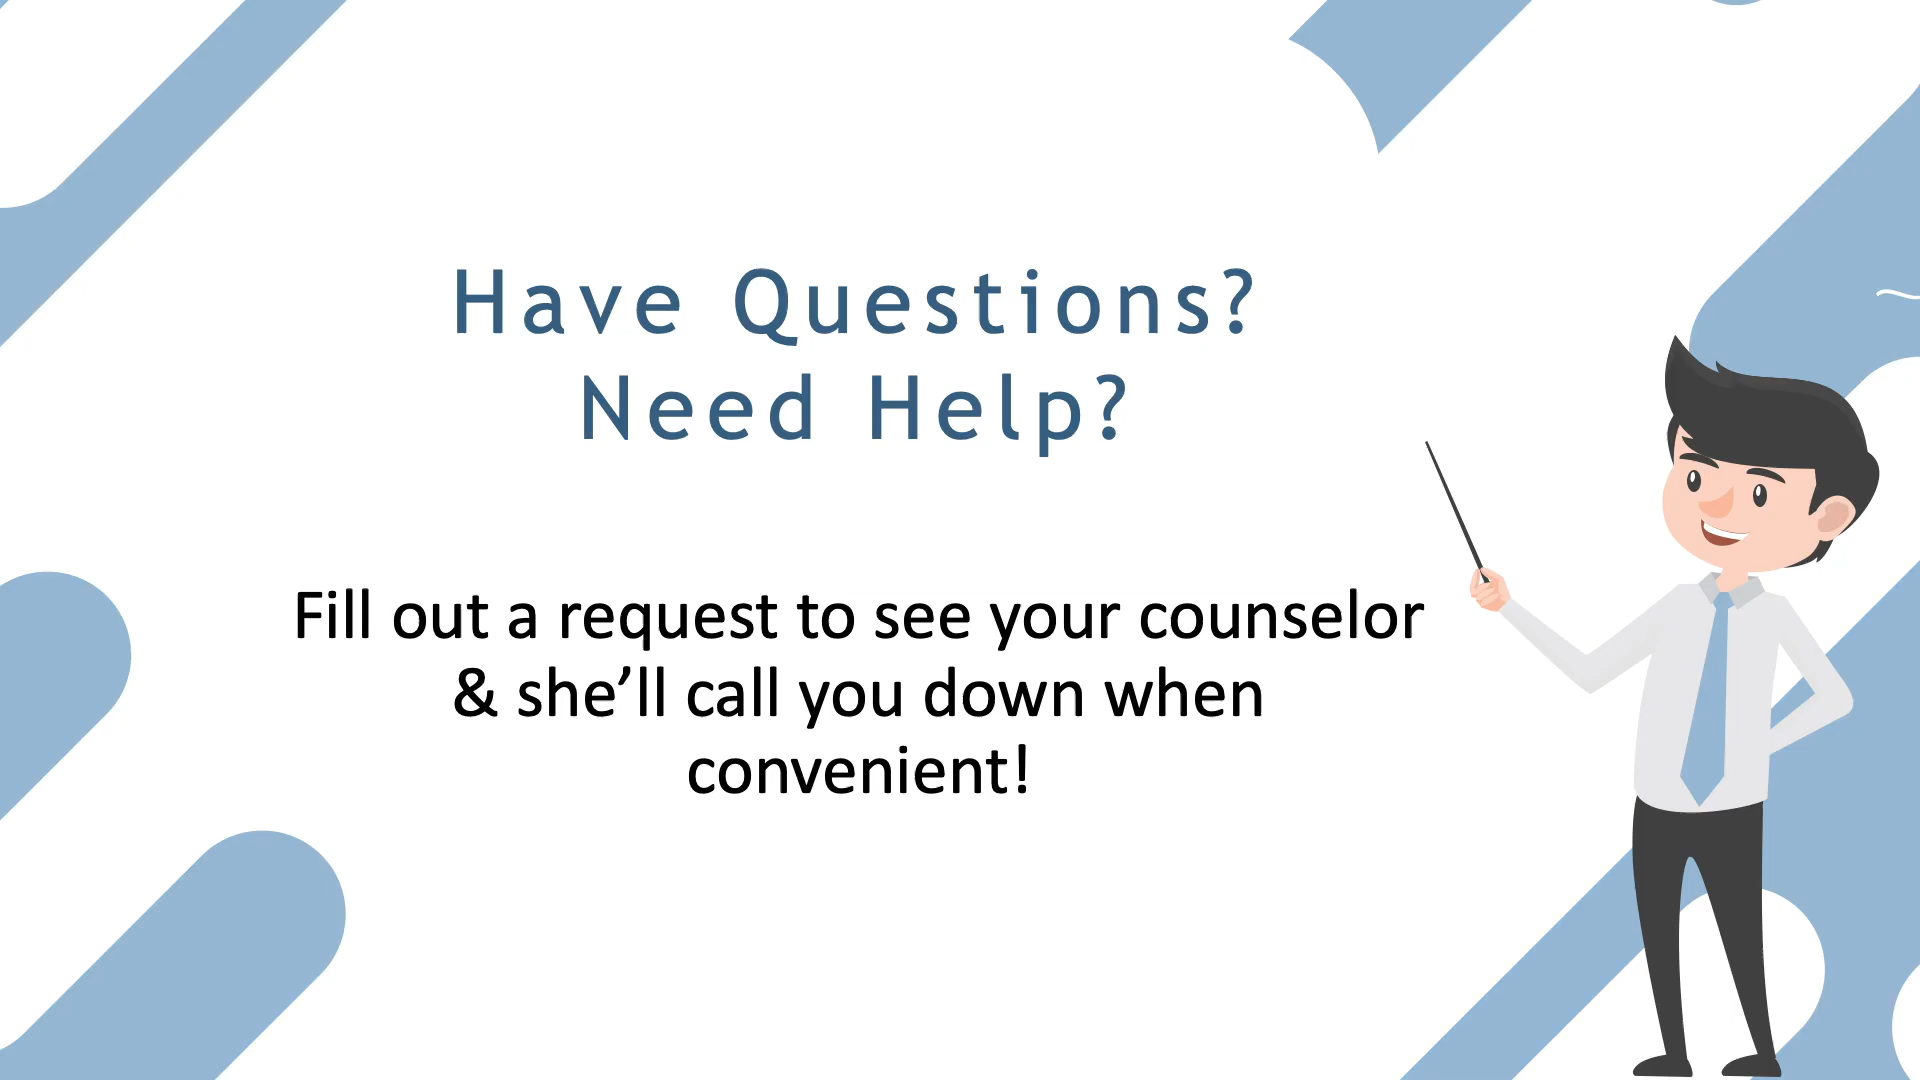 Have Questions?
Need Help?
Fill out a request to see your counselor
& she’ll call you down when
convenient!